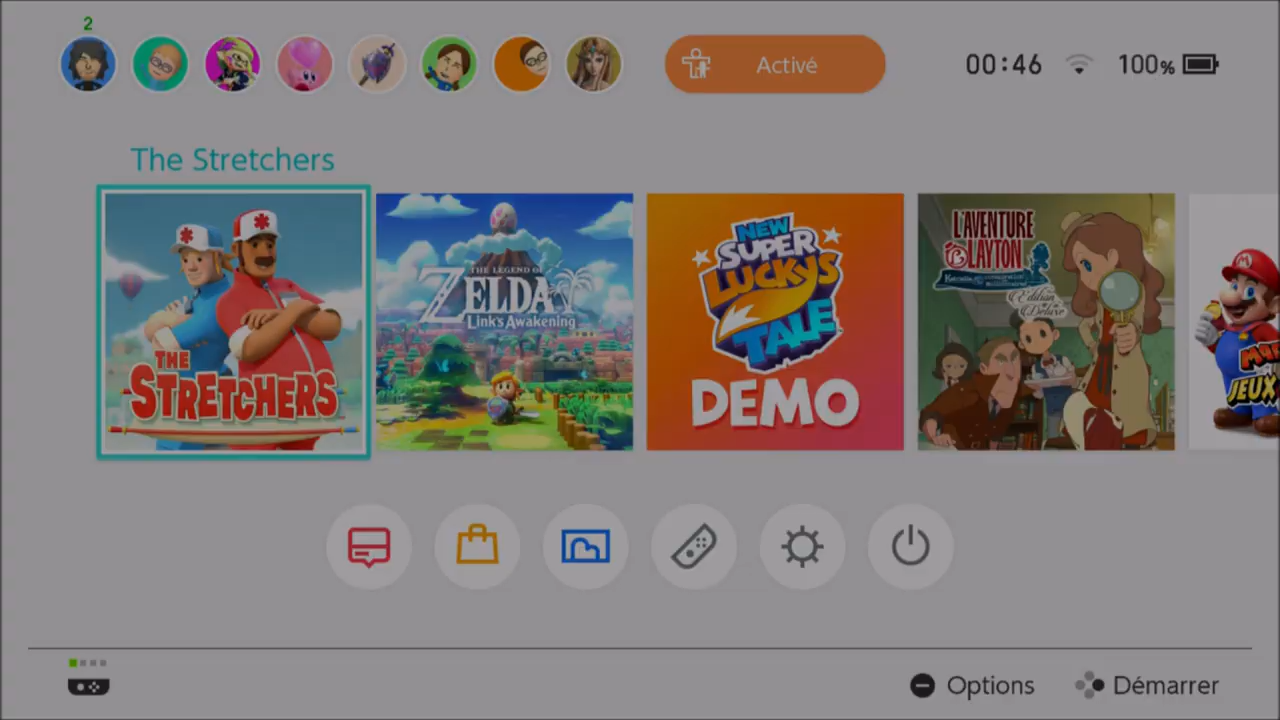 2
Activé
00:46
100%
The Stretchers
THE
STRETCHERS
THE LEGEND OF
ZELDA
Link's Awakening
NEW
SUPER
LUCKY'S
TALE
DEMO
L'AVENTURE
LAYTON
Édition
Deluxe
JEUX
Options
Démarrer